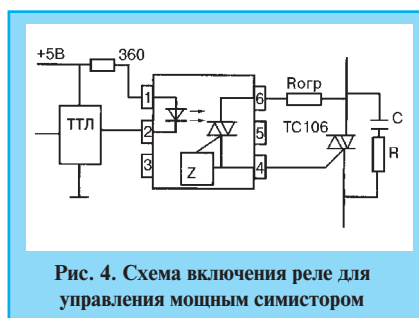 +5В
360
ТТЛ
1
2
3
Z
6
5
4
Rогр
ТС106
C
R
Рис. 4. Схема включения реле для
управления мощным симистором